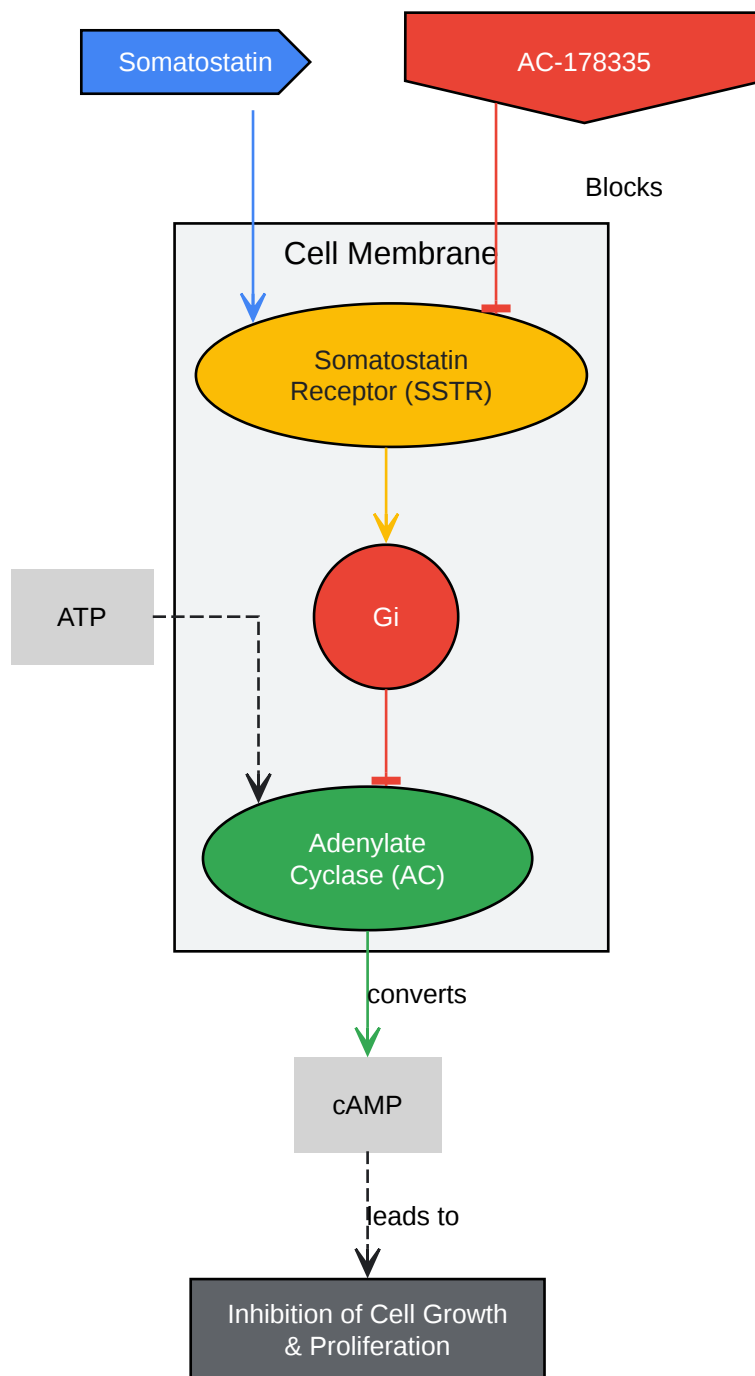 Somatostatin
AC-178335
Blocks
Cell Membrane
Somatostatin
Receptor (SSTR)
ATP
Gi
Adenylate
Cyclase (AC)
converts
cAMP
leads to
Inhibition of Cell Growth
& Proliferation